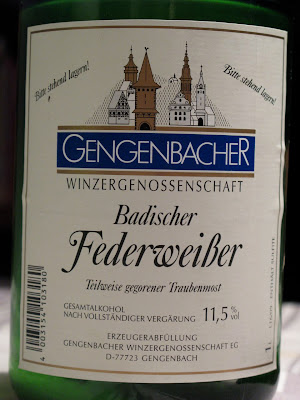 Bitte stehend lagern!
Bitte stehend lagern!
GENGENBACHER
WINZERGENOSSENSCHAFT
Badischer
Federweißer
Teilweise gegorener Traubenmost
GESAMTALKOHOL
NACH VOLLSTÄNDIGER VERGÄRUNG 11,5 % vol
ERZEUGERABFÜLLUNG
GENGENBACHER WINZERGENOSSENSCHAFT EG
D-77723 GENGENBACH
4 003154 103180
1 L